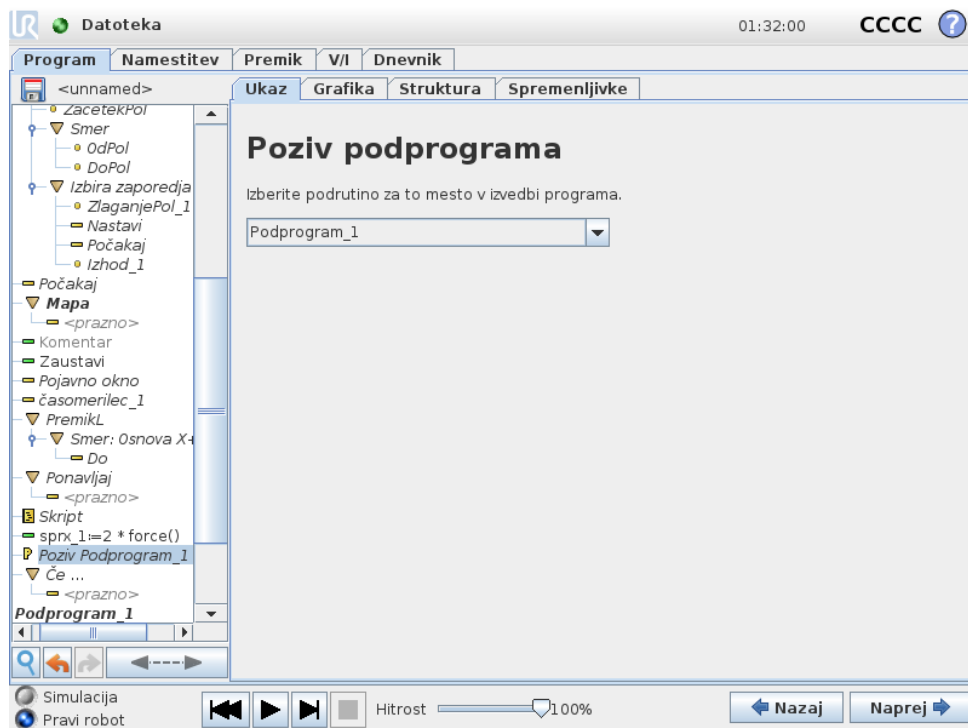 UR Datoteka 01:32:00 CCCC ?
Program Namestitev Premik V/I Dnevnik
<unnamed>
Ukaz Grafika Struktura Spremenljivke
ZacetekPol
Smer
OdPol
DoPol
Izbira zaporedja
ZlaganjePol_1
Nastavi
Počakaj
Izhod_1
Počakaj
Mapa
<prazno>
Komentar
Zaustavi
Pojavno okno
časomerilec_1
PremikL
Smer: Osnova X+
Do
Ponavljaj
<prazno>
Skript
sprx_1:=2 * force()
P Poziv Podprogram_1
Če ...
<prazno>
Podprogram_1
Poziv podprograma
Izberite podrutino za to mesto v izvedbi programa.
Podprogram_1
Simulacija
Pravi robot
Hitrost 100%
Nazaj
Naprej